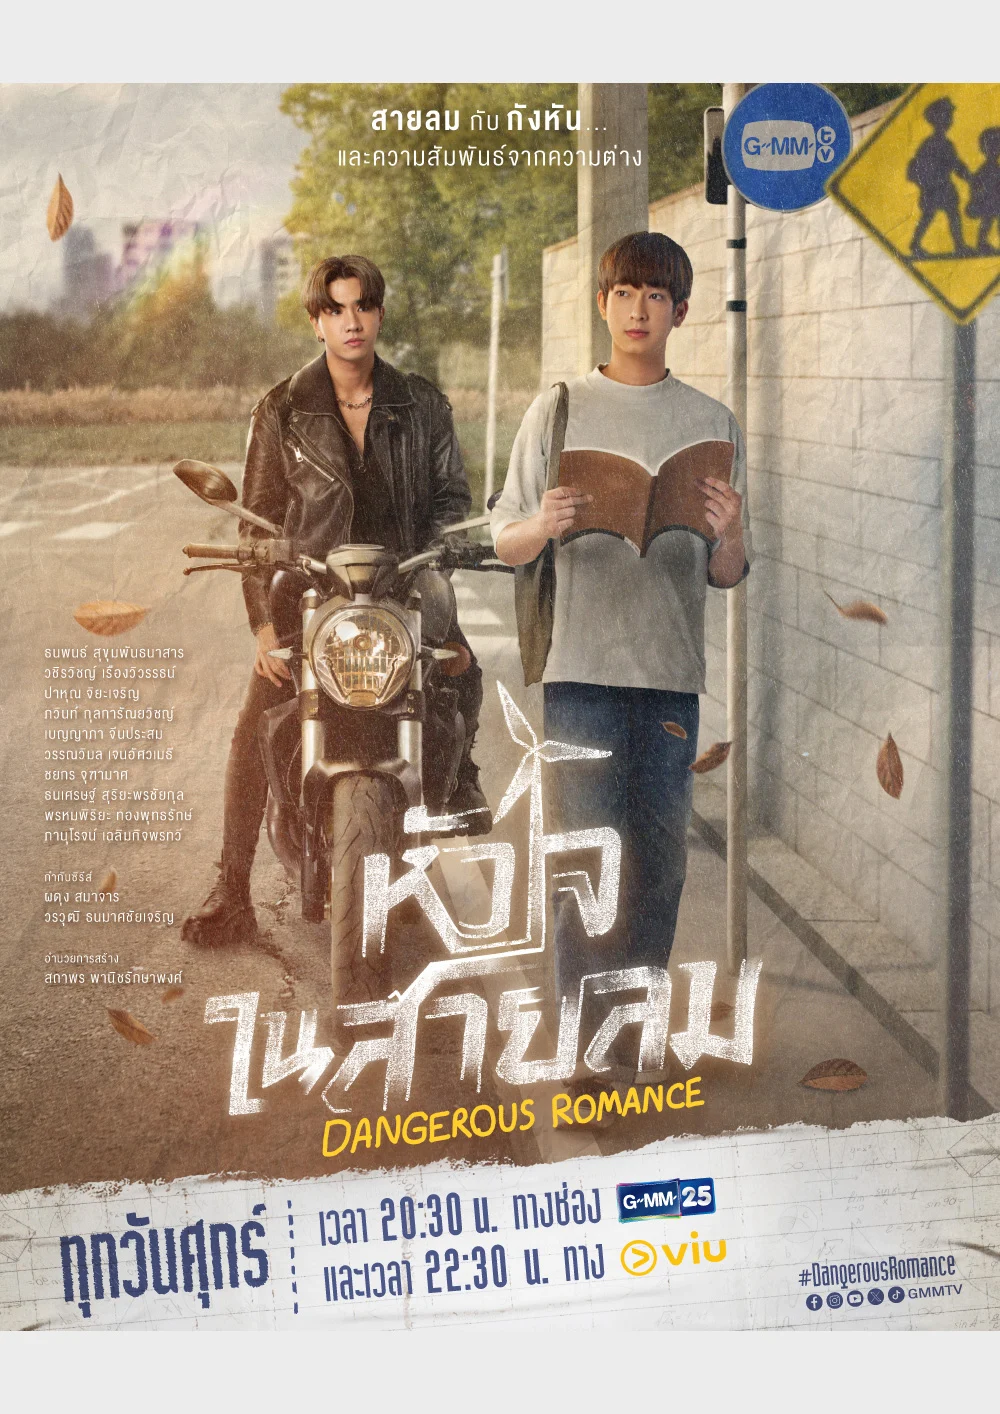 สายลม กับ กังหัน...
และความสัมพันธ์จากความต่าง
G~MM~ tv
ธนพนธ์ สุขุมพันธนาสาร
วชิรวิชญ์ เรืองวิวรรธน์
ปาหุณ จิยะเจริญ
ภวินท์ กุลการัณยวิชญ์
เบญญาภา จีนประสม
วรรณวิมล เจนอัศวเมธี
ชยกร จุฑามาศ
ธนเศรษฐ์ สุริยะพรชัยกุล
พรหมพิริยะ ทองพุทธรักษ์
ภาณุโรจน์ เฉลิมกิจพรทวี
กำกับซีรีส์
ผดุง สมาจาร
วรวุฒิ ธนมาศชัยเจริญ
อำนวยการสร้าง
สถาพร พานิชรักษาพงศ์
หัวใจ
ในสายลม
DANGEROUS ROMANCE
ทุกวันศุกร์
เวลา 20:30 น. ทางช่อง G~MM~ 25
และเวลา 22:30 น. ทาง viu
#DangerousRomance
GMMTV